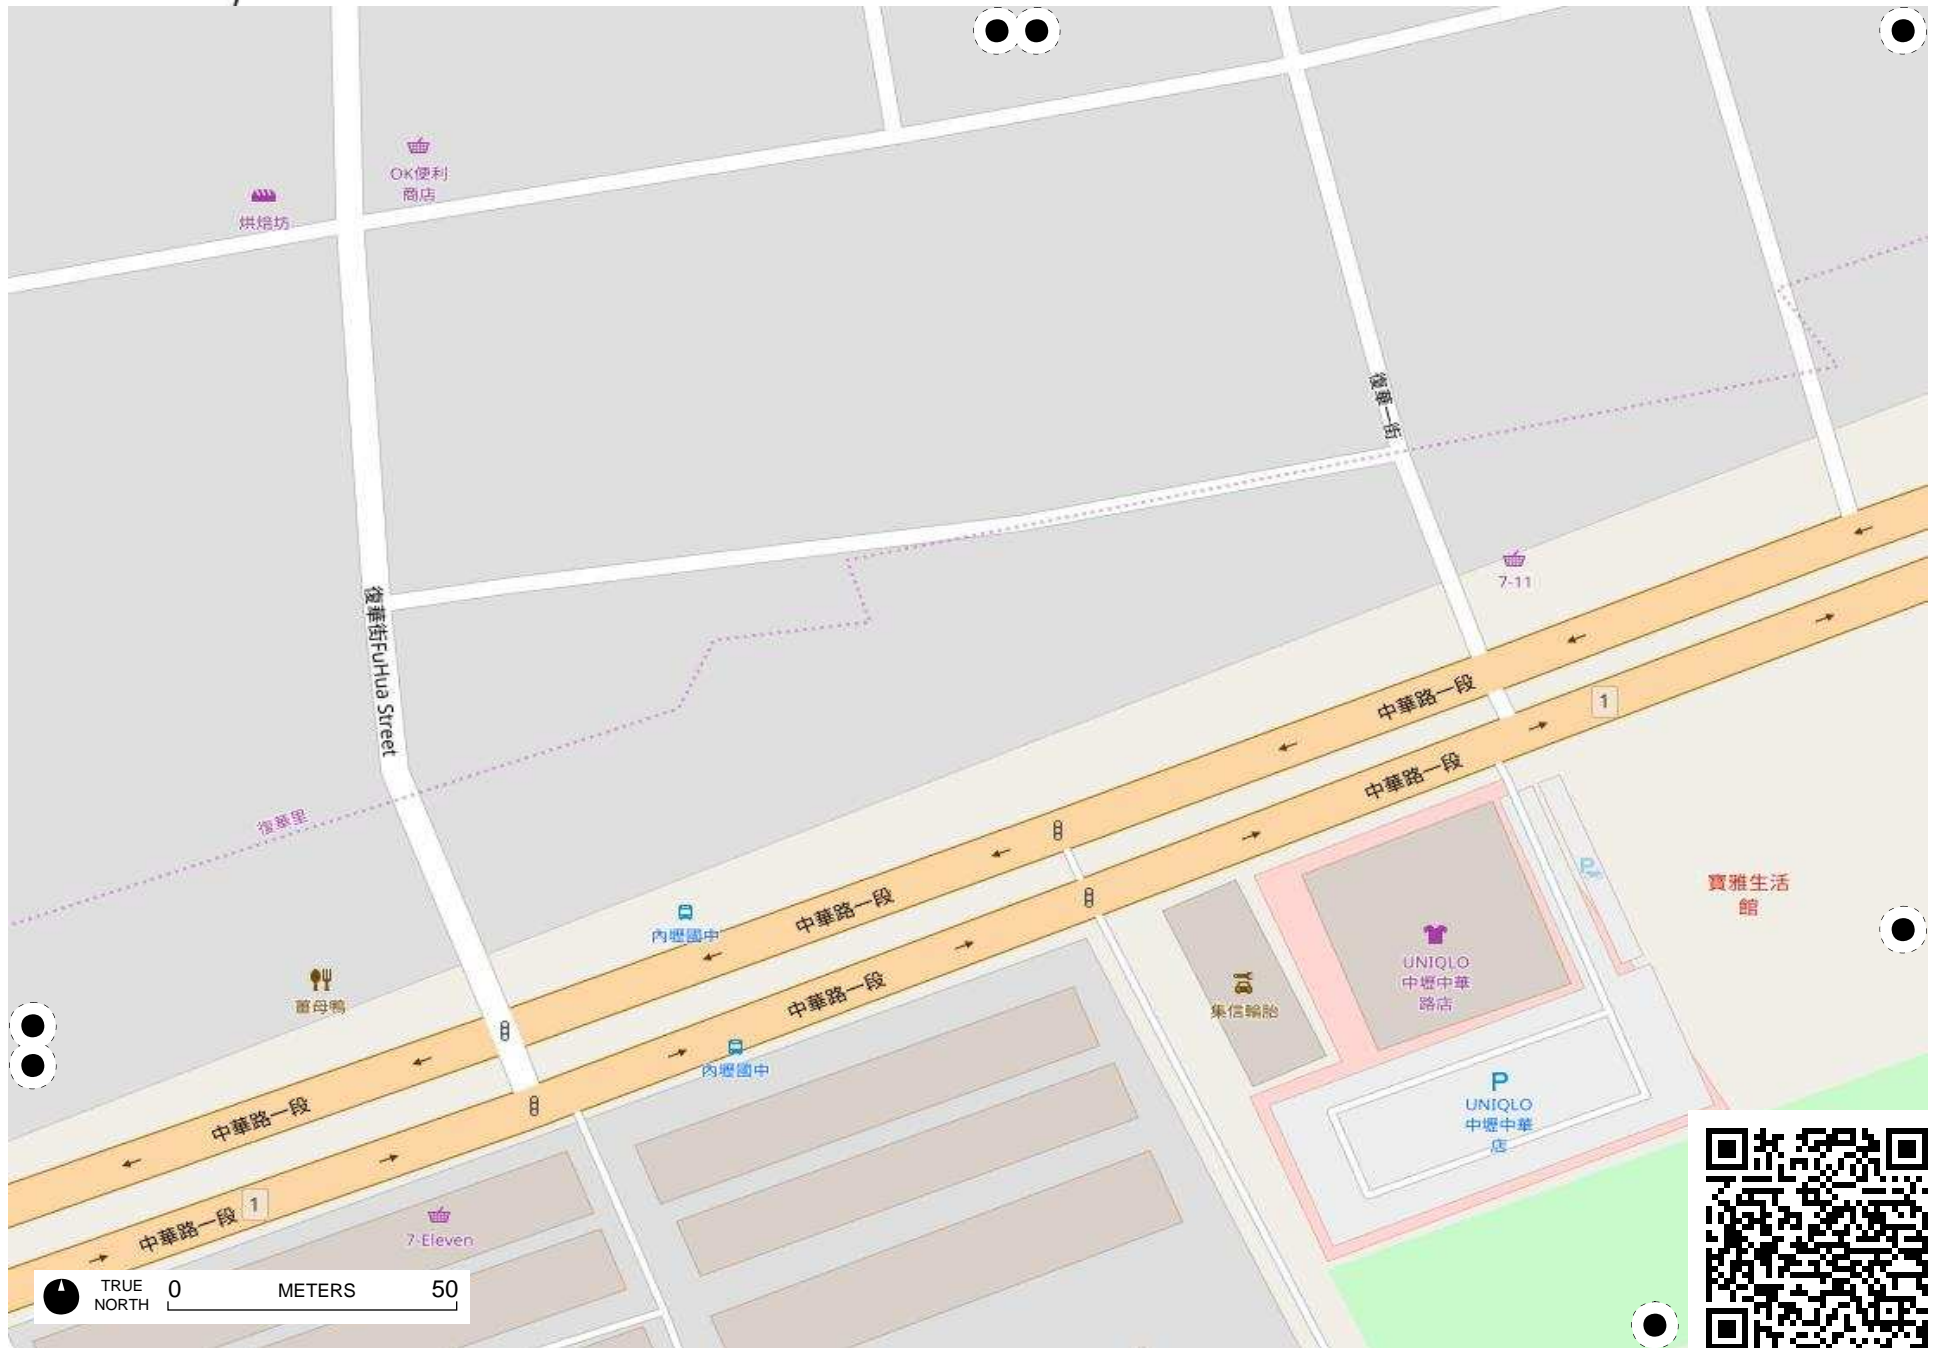 OK便利
商店
烘焙坊
復華一街
7-11
復華街FuHua Street
中華路一段
1
中華路一段
復華里
寶雅生活
館
中華路一段
內壢國中
UNIQLO
中壢中華
路店
薑母鴨
中華路一段
集信輪胎
內壢國中
P
UNIQLO
中壢中華
店
中華路一段
1
中華路一段
7-Eleven
TRUE
NORTH
0 METERS 50